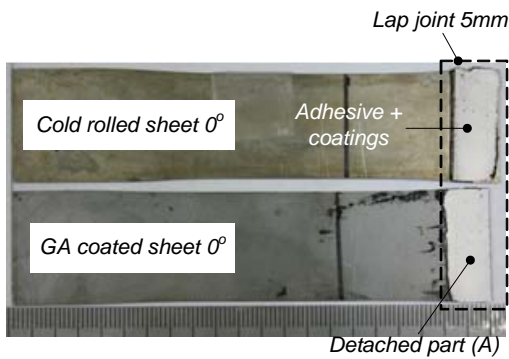 Lap joint 5mm
Cold rolled sheet 0°
Adhesive +
coatings
GA coated sheet 0°
Detached part (A)